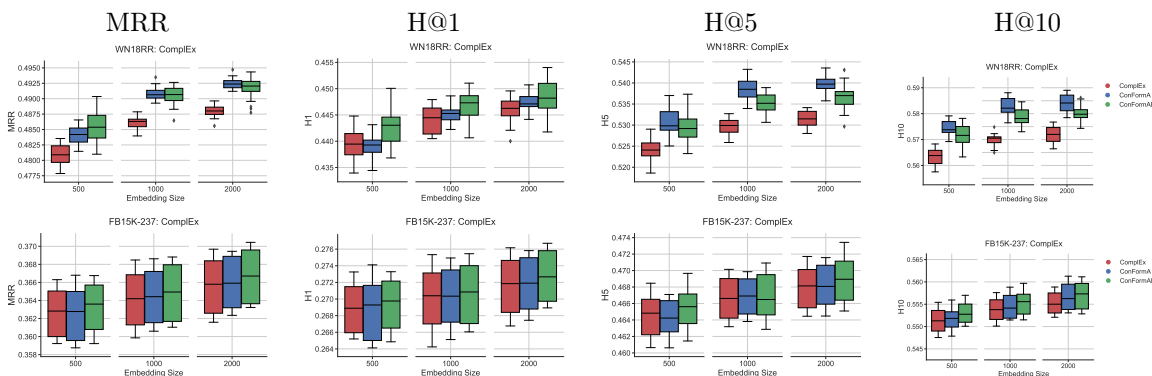 MRR
H@1
H@5
H@10
WN18RR: ComplEx
MRR
0.4950
0.4925
0.4900
0.4875
0.4850
0.4825
0.4800
0.4775
500
1000
2000
Embedding Size
WN18RR: ComplEx
H1
0.455
0.450
0.445
0.440
0.435
500
1000
2000
Embedding Size
WN18RR: ComplEx
H5
0.545
0.540
0.535
0.530
0.525
0.520
500
1000
2000
Embedding Size
WN18RR: ComplEx
H10
0.59
0.58
0.57
0.56
500
1000
2000
Embedding Size
ComplEx
ConFormA
FB15K-237: ComplEx
MRR
0.370
0.368
0.366
0.364
0.362
0.360
0.358
500
1000
2000
Embedding Size
FB15K-237: ComplEx
H1
0.276
0.274
0.272
0.270
0.268
0.266
0.264
500
1000
2000
Embedding Size
FB15K-237: ComplEx
H5
0.474
0.472
0.470
0.468
0.466
0.464
0.462
0.460
500
1000
2000
Embedding Size
FB15K-237: ComplEx
H10
0.565
0.560
0.555
0.550
0.545
500
1000
2000
Embedding Size
ComplEx
ConFormA